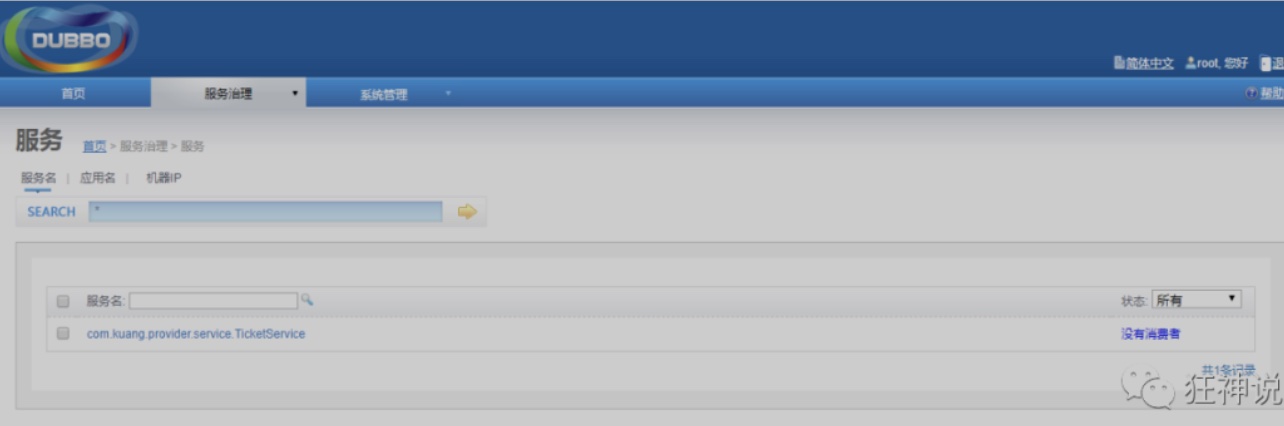 DUBBO
简体中文 root, 您好 退
首页 服务治理 系统管理 帮助
服务 首页 > 服务治理 > 服务
服务名 | 应用名 | 机器IP
SEARCH *
服务名: 状态: 所有
com.kuang.provider.service.TicketService 没有消费者
共1条记录
狂神说